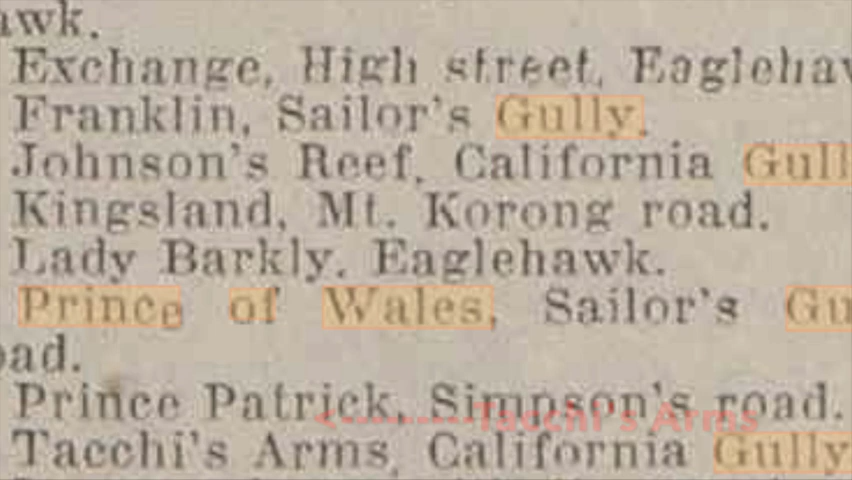 awk.
Exchange, High street, Eaglehaw
Franklin, Sailor's Gully.
Johnson's Reef, California Gull
Kingsland, Mt. Korong road.
Lady Barkly, Eaglehawk.
Prince of Wales, Sailor's Gu
oad.
Prince Patrick, Simpson's road.
<----------Tacchi's Arms
Tacchi's Arms, California Gully